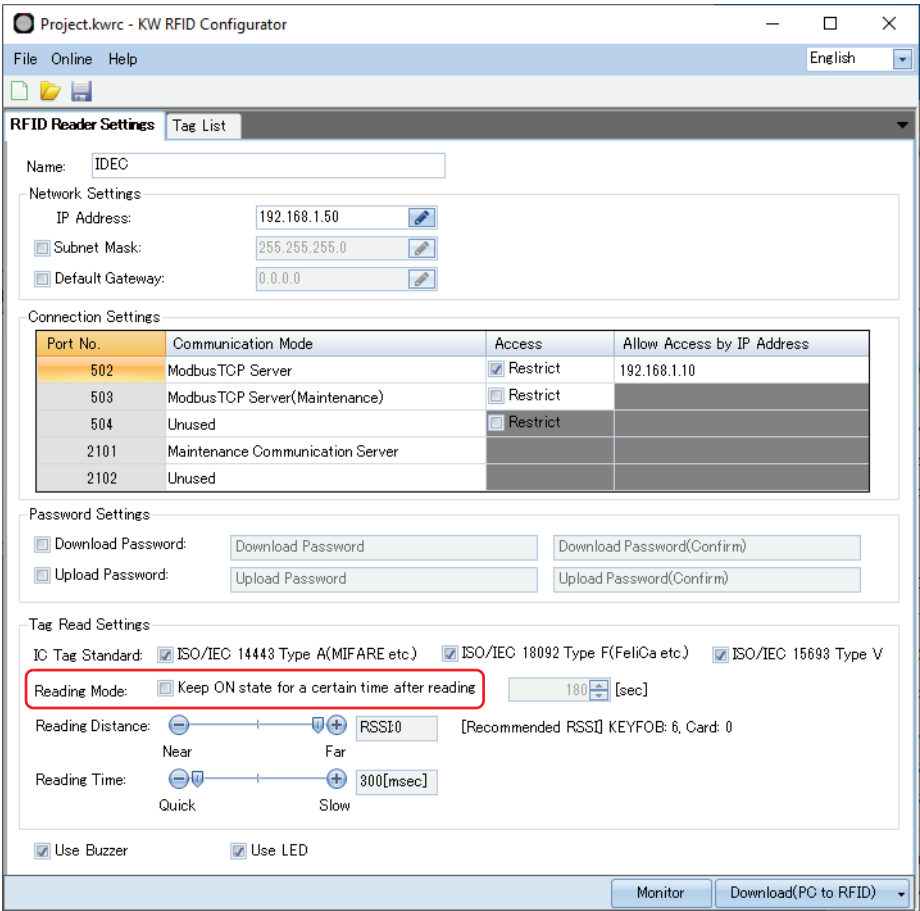 Project.kwrc - KW RFID Configurator
File Online Help English
RFID Reader Settings Tag List
Name: IDEC
Network Settings
IP Address: 192.168.1.50
Subnet Mask: 255.255.255.0
Default Gateway: 0.0.0.0
Connection Settings
Port No. Communication Mode Access Allow Access by IP Address
502 ModbusTCP Server Restrict 192.168.1.10
503 ModbusTCP Server(Maintenance) Restrict
504 Unused Restrict
2101 Maintenance Communication Server
2102 Unused
Password Settings
Download Password: Download Password Download Password(Confirm)
Upload Password: Upload Password Upload Password(Confirm)
Tag Read Settings
IC Tag Standard: ISO/IEC 14443 Type A(MIFARE etc.) ISO/IEC 18092 Type F(FeliCa etc.) ISO/IEC 15693 Type V
Reading Mode: Keep ON state for a certain time after reading 180 [sec]
Reading Distance: RSSI:0 [Recommended RSSI] KEYFOB: 6, Card: 0
Near Far
Reading Time: 300[msec]
Quick Slow
Use Buzzer Use LED
Monitor Download(PC to RFID)